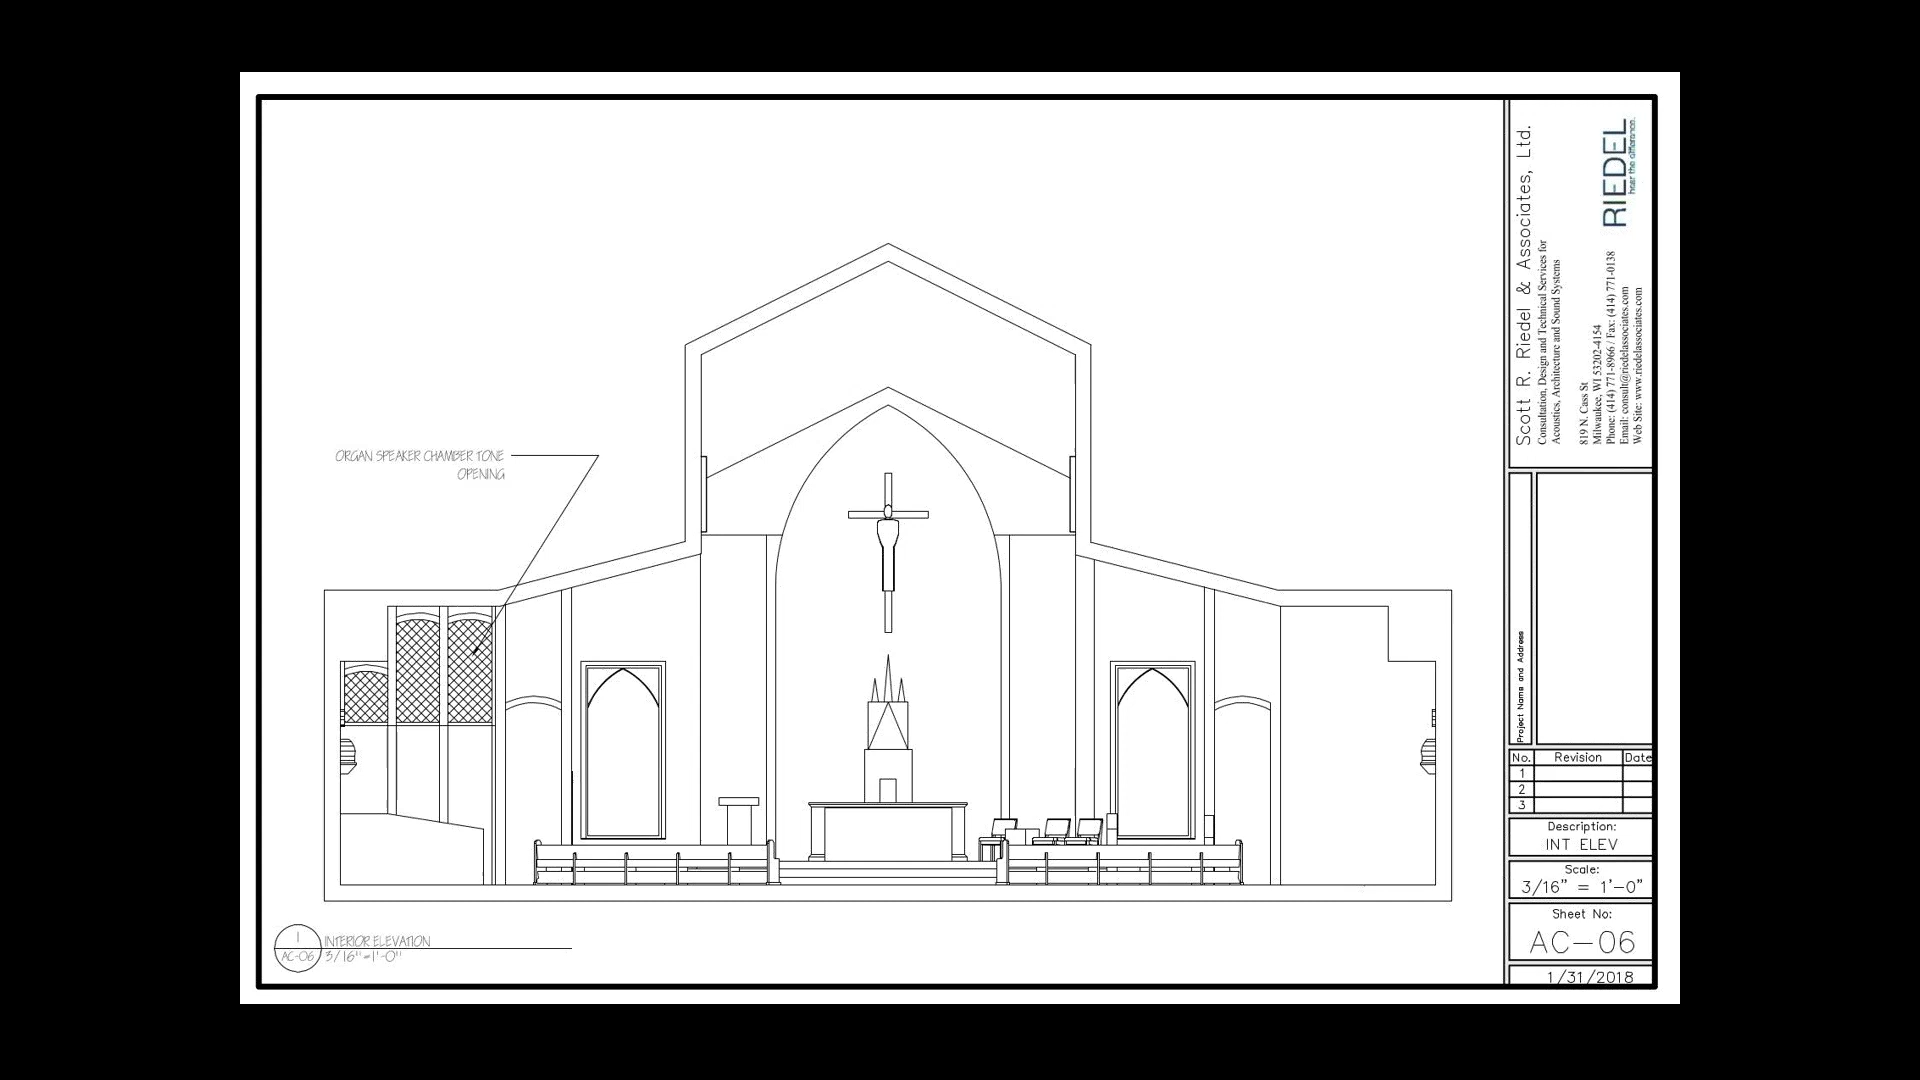 ORGAN SPEAKER CHAMBER TONE
OPENING
1
AC-06
INTERIOR ELEVATION
3/16"=1'-0"
Scott R. Riedel & Associates, Ltd.
Consultation, Design and Technical Services for
Acoustics, Architecture and Sound Systems
819 N. Cass St
Milwaukee, WI 53202-4154
Phone: (414) 771-8966 / Fax: (414) 771-0138
Email: consult@riedelassociates.com
Web Site: www.riedelassociates.com
RIEDEL
hear the difference.
Project Name and Address
No. Revision Date
1
2
3
Description:
INT ELEV
Scale:
3/16" = 1'-0"
Sheet No:
AC-06
1/31/2018